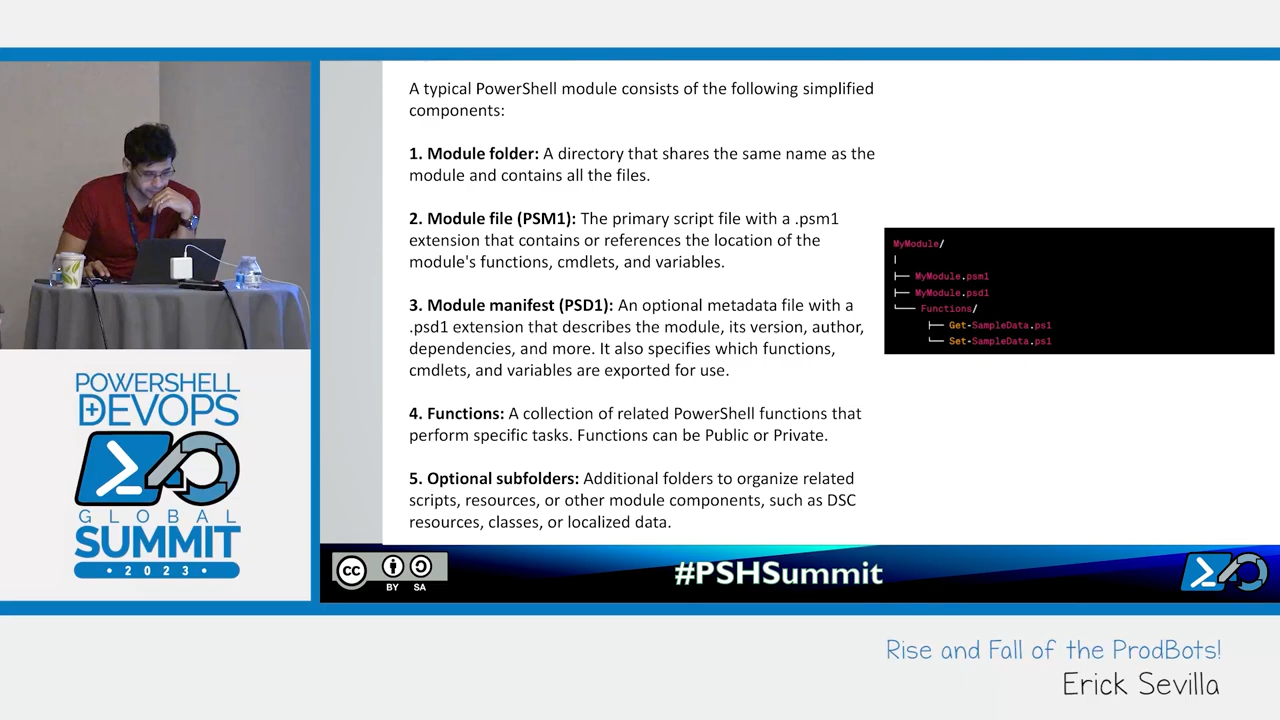 A typical PowerShell module consists of the following simplified
components:
1. Module folder: A directory that shares the same name as the
module and contains all the files.
2. Module file (PSM1): The primary script file with a .psm1
extension that contains or references the location of the
module's functions, cmdlets, and variables.
3. Module manifest (PSD1): An optional metadata file with a
.psd1 extension that describes the module, its version, author,
dependencies, and more. It also specifies which functions,
cmdlets, and variables are exported for use.
4. Functions: A collection of related PowerShell functions that
perform specific tasks. Functions can be Public or Private.
5. Optional subfolders: Additional folders to organize related
scripts, resources, or other module components, such as DSC
resources, classes, or localized data.
MyModule/
MyModule.psm1
MyModule.psd1
Functions/
Get-SampleData.ps1
Set-SampleData.ps1
POWERSHELL
+DEVOPS
GLOBAL
SUMMIT
• 2023 •
cc
BY SA
#PSHSummit
Rise and Fall of the ProdBots!
Erick Sevilla